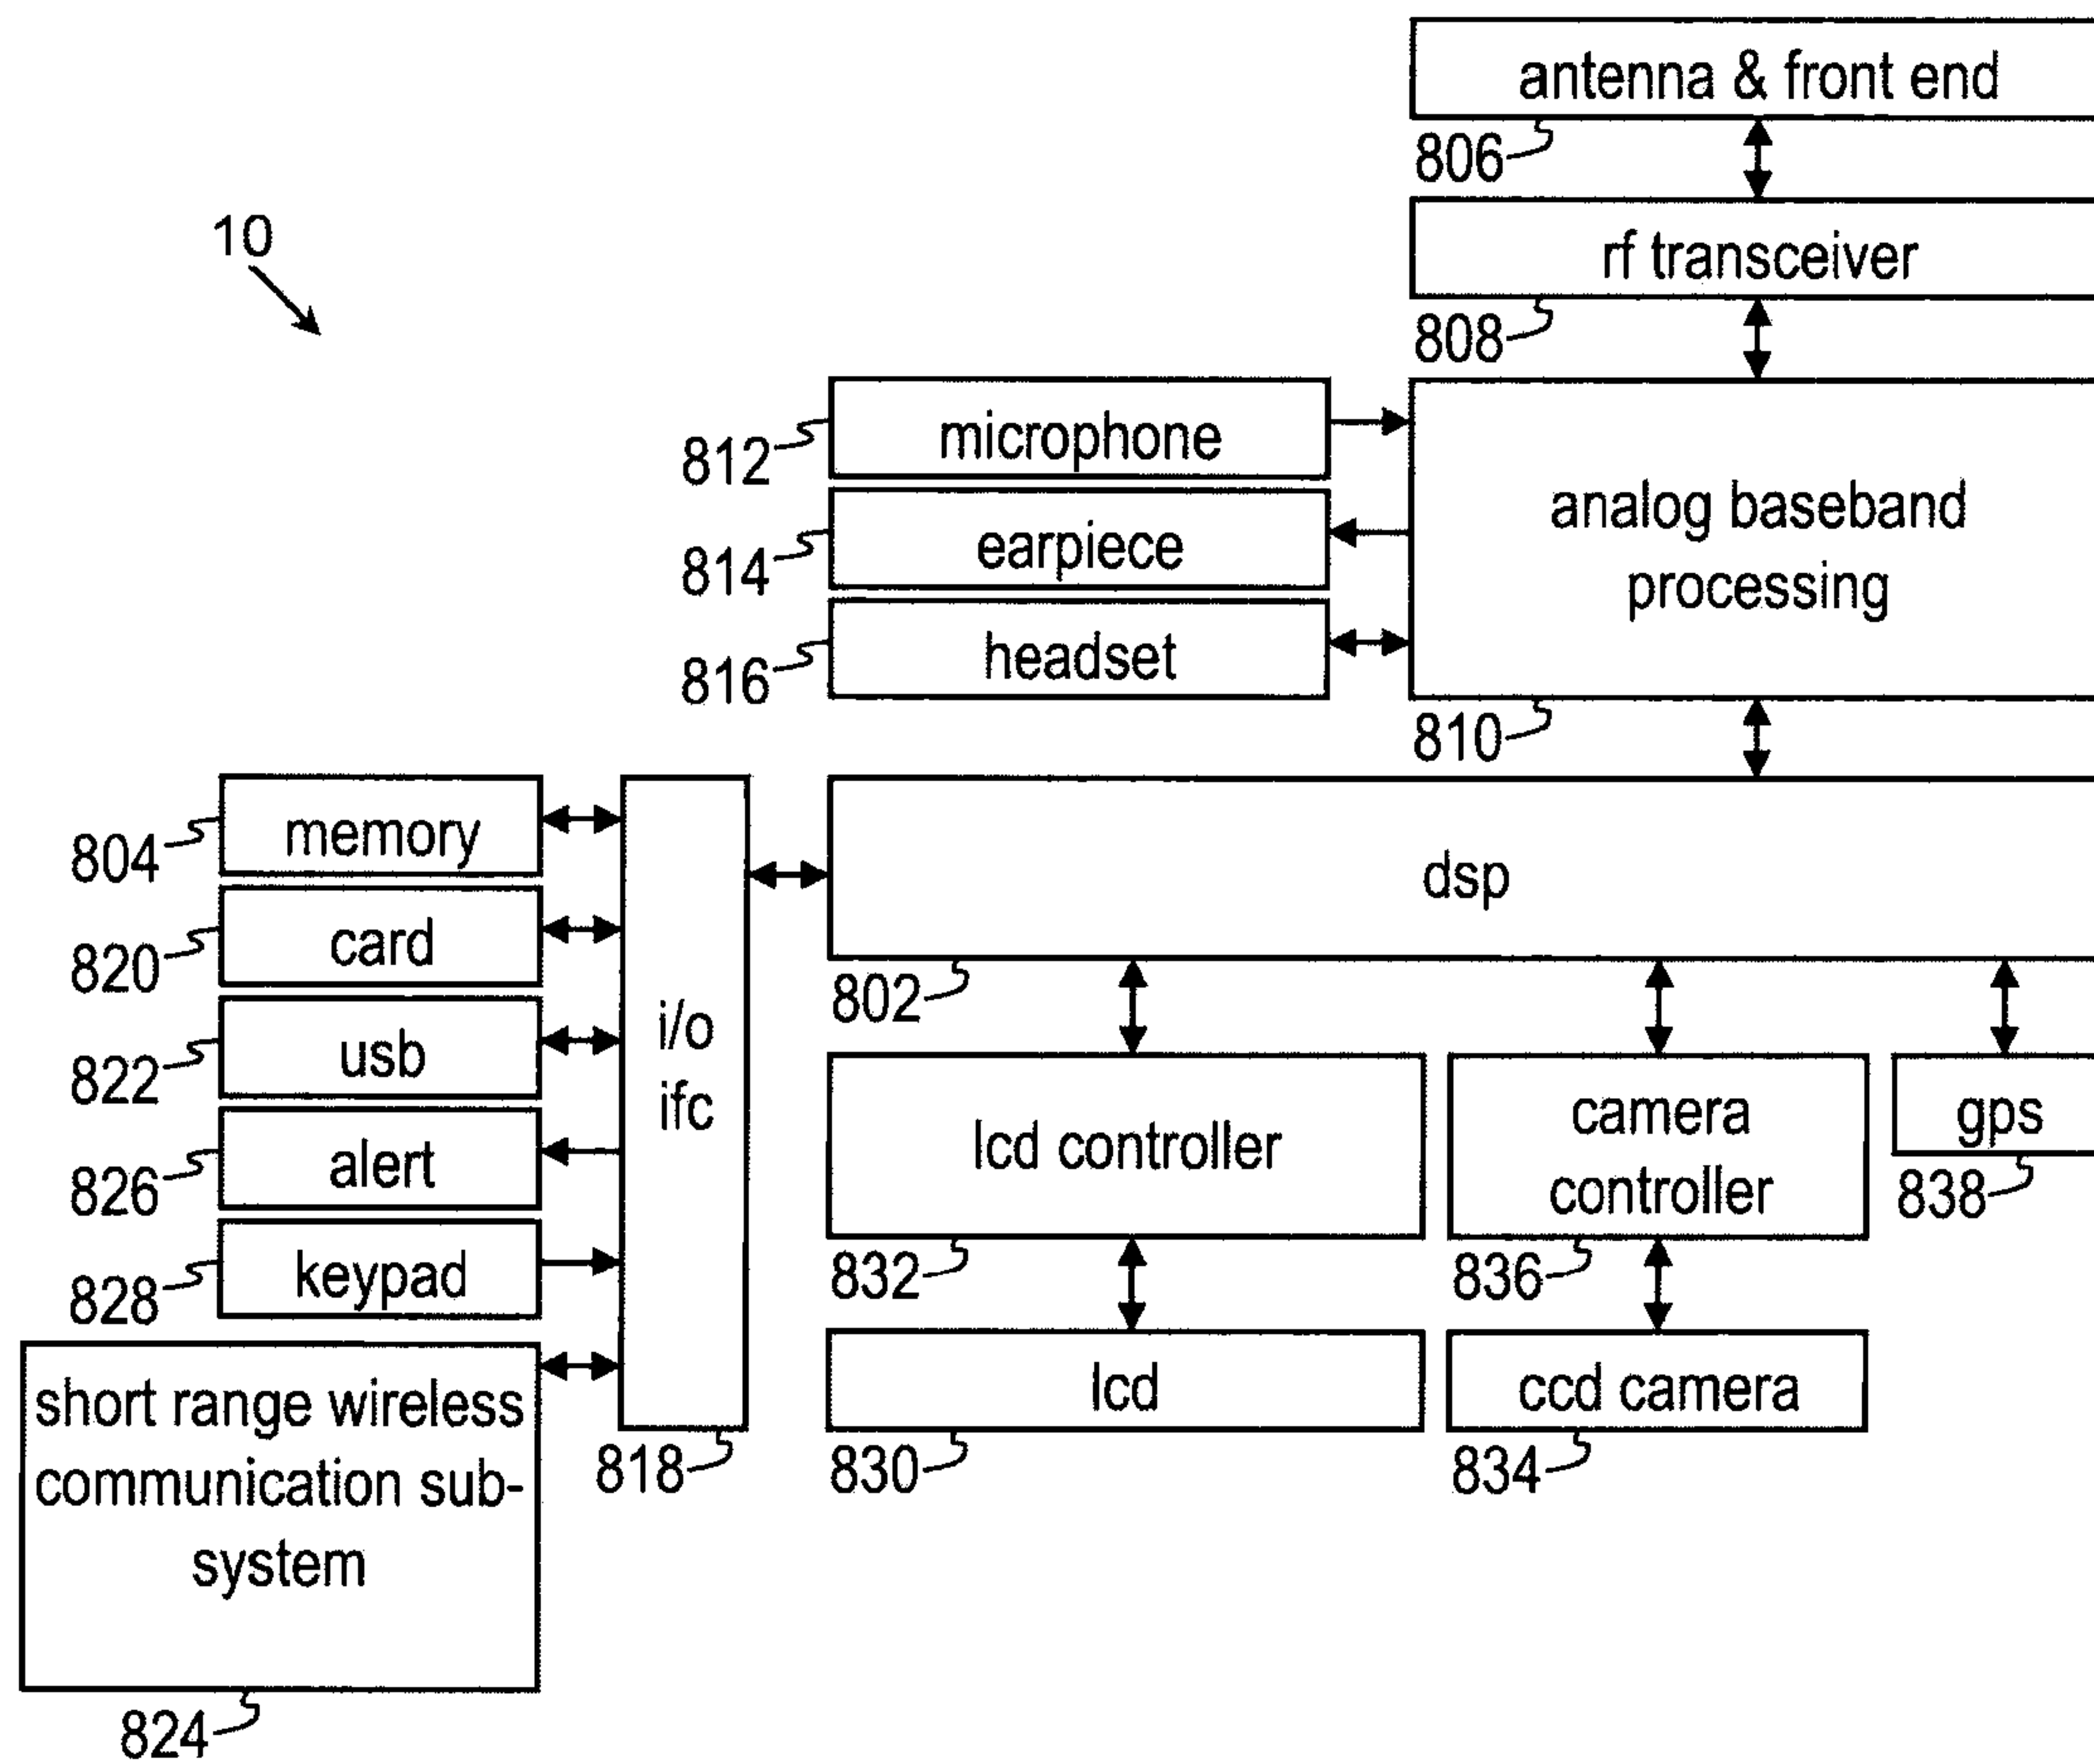 antenna & front end
806
10
rf transceiver
808
microphone
812
analog baseband
processing
earpiece
814
headset
816
810
memory
804
dsp
card
820
802
i/o
ifc
usb
822
lcd controller
camera
controller
gps
838
alert
826
832
836
keypad
828
short range wireless
communication sub-
system
lcd
ccd camera
818
830
834
824